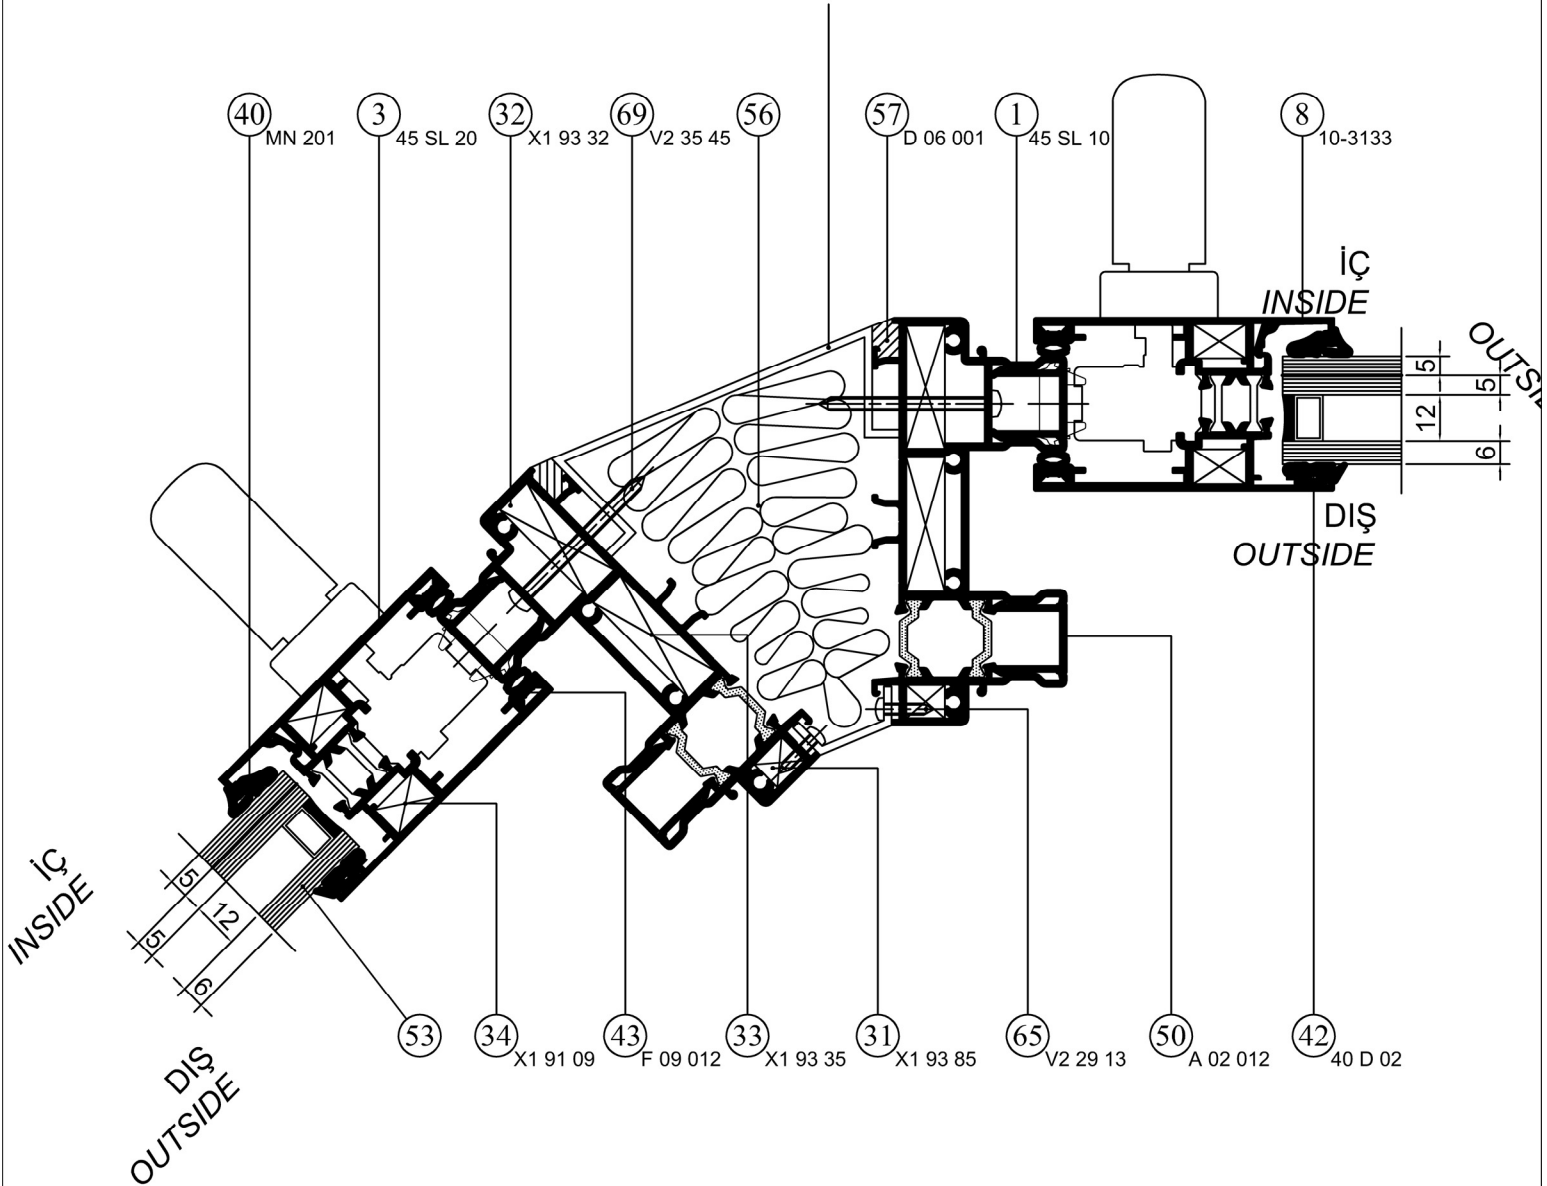 40 MN 201
3 45 SL 20
32 X1 93 32
69 V2 35 45
56
57 D 06 001
1 45 SL 10
8 10-3133
İÇ
INSIDE
5
5
12
6
DIŞ
OUTSIDE
İÇ
INSIDE
5
12
5
6
DIŞ
OUTSIDE
53
34 X1 91 09
43 F 09 012
33 X1 93 35
31 X1 93 85
65 V2 29 13
50 A 02 012
42 40 D 02